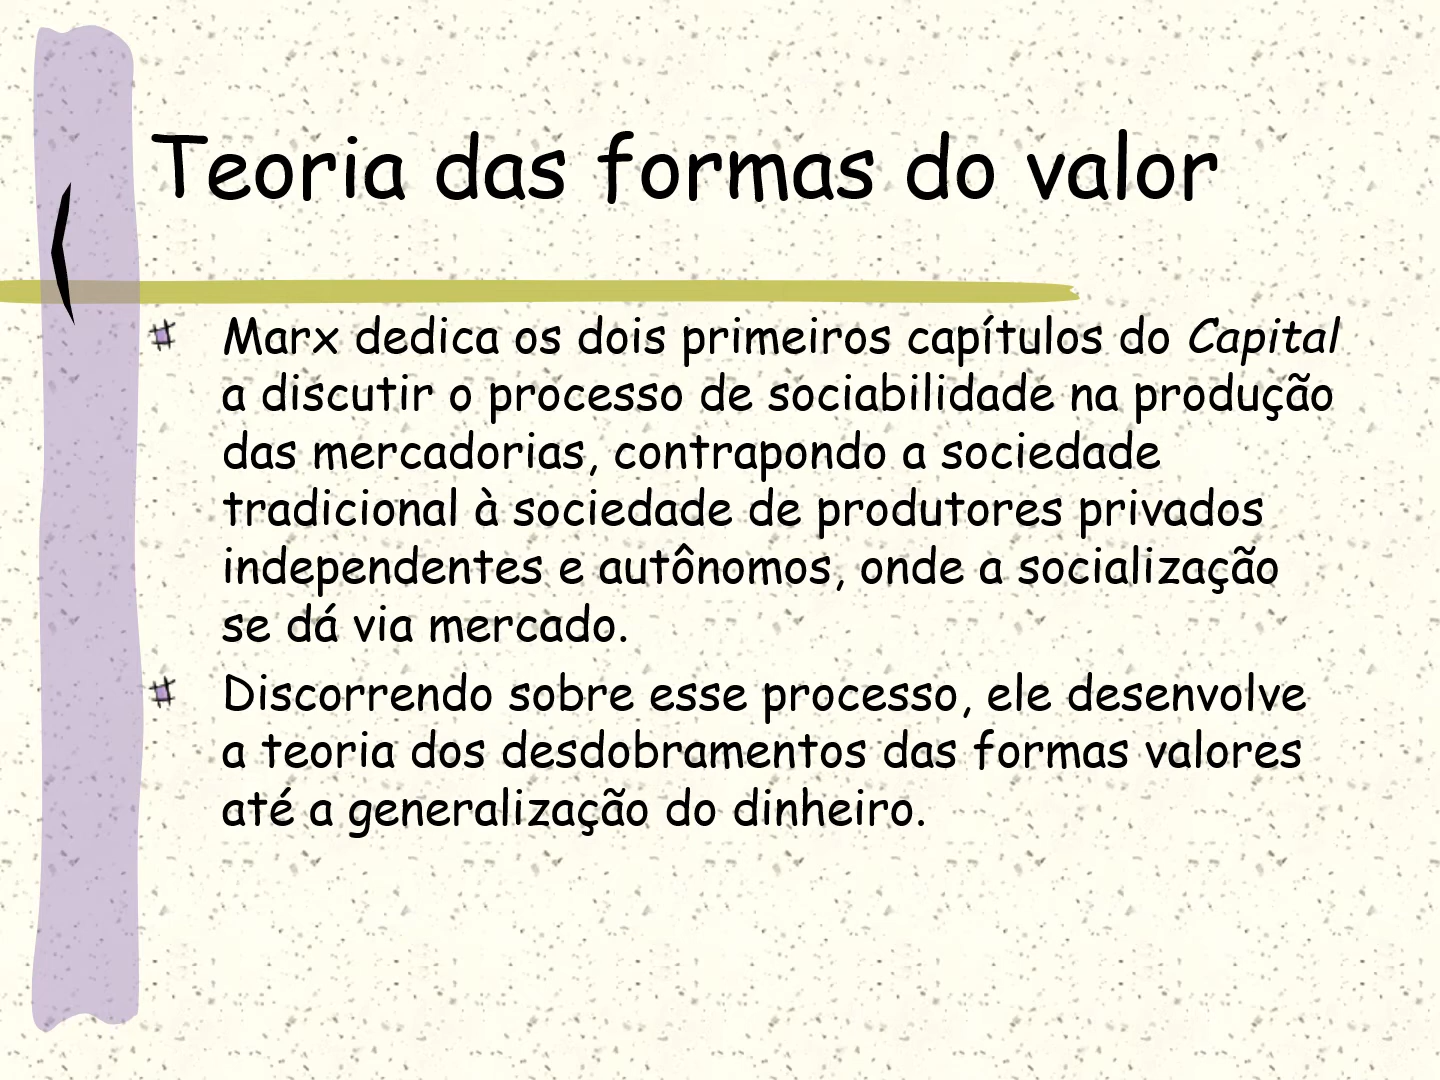 Teoria das formas do valor
Marx dedica os dois primeiros capítulos do Capital
a discutir o processo de sociabilidade na produção
das mercadorias, contrapondo a sociedade
tradicional à sociedade de produtores privados
independentes e autônomos, onde a socialização
se dá via mercado.
Discorrendo sobre esse processo, ele desenvolve
a teoria dos desdobramentos das formas valores
até a generalização do dinheiro.